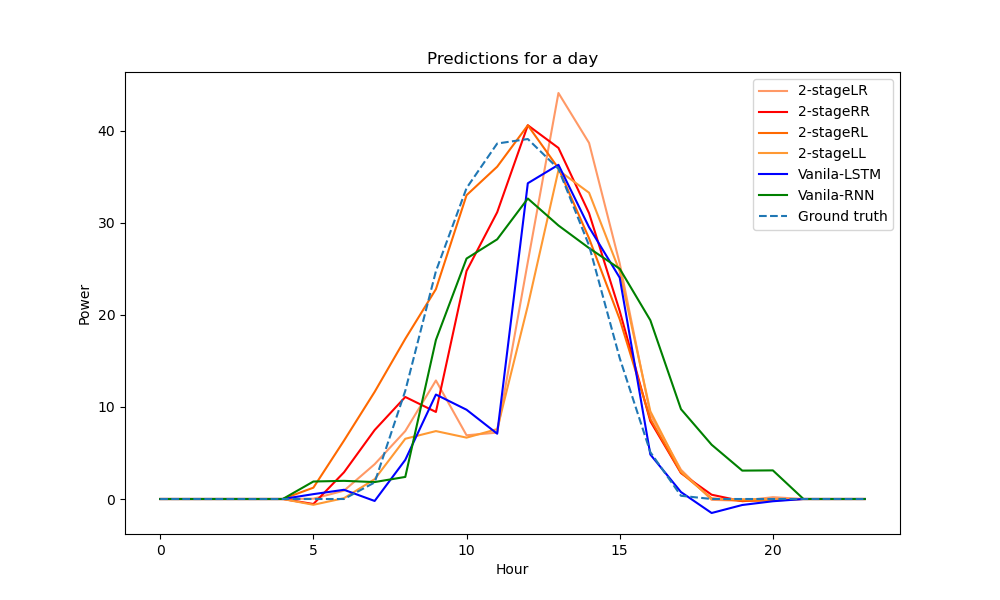 Predictions for a day
2-stageLR
2-stageRR
2-stageRL
2-stageLL
Vanila-LSTM
Vanila-RNN
Ground truth
Power
40
30
20
10
0
0 5 10 15 20
Hour